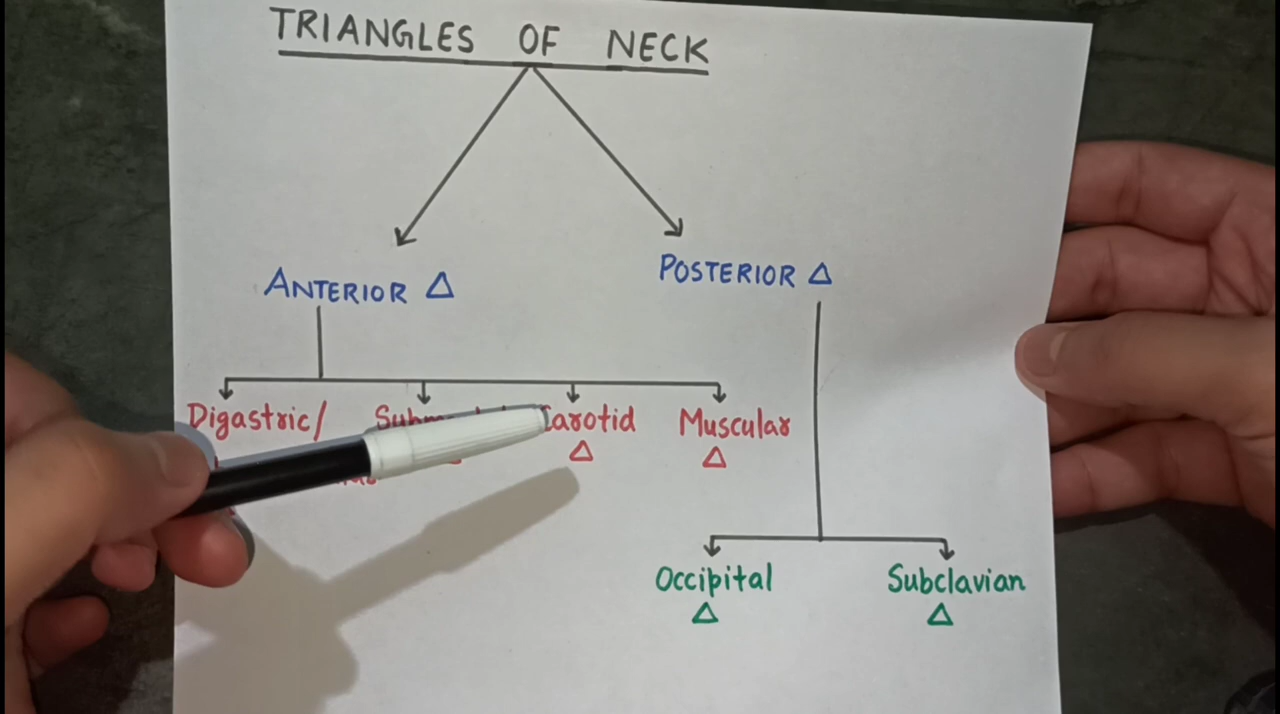 TRIANGLES OF NECK
ANTERIOR Δ
POSTERIOR Δ
Digastric/
Carotid
Δ
Muscular
Δ
Occipital
Δ
Subclavian
Δ